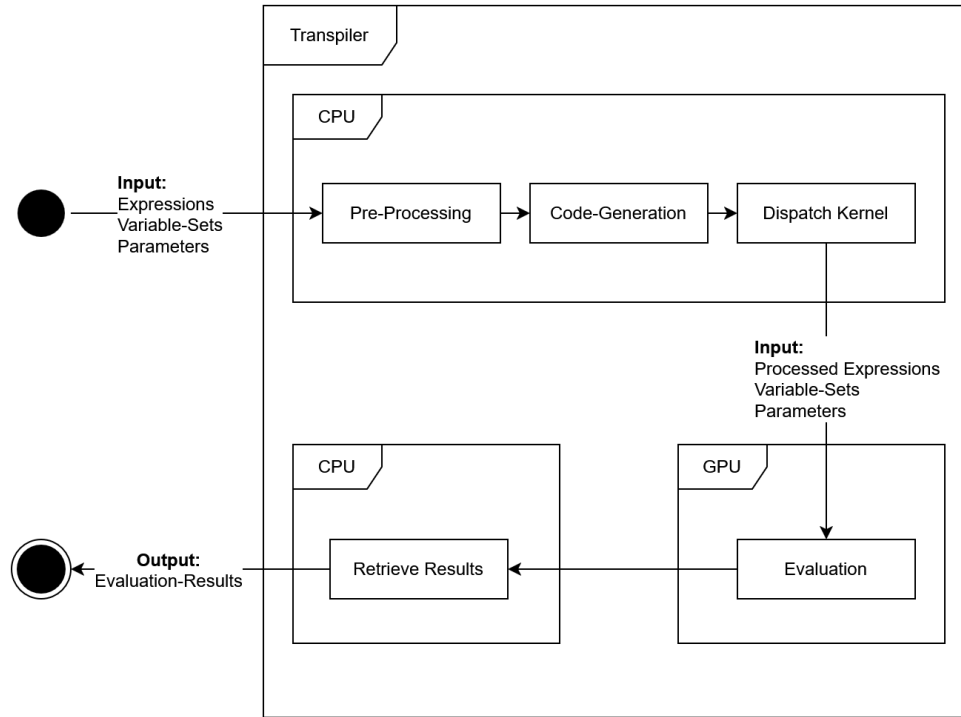 Transpiler
CPU
Input:
Expressions
Variable-Sets
Parameters
Pre-Processing
Code-Generation
Dispatch Kernel
Input:
Processed Expressions
Variable-Sets
Parameters
CPU
GPU
Output:
Evaluation-Results
Retrieve Results
Evaluation